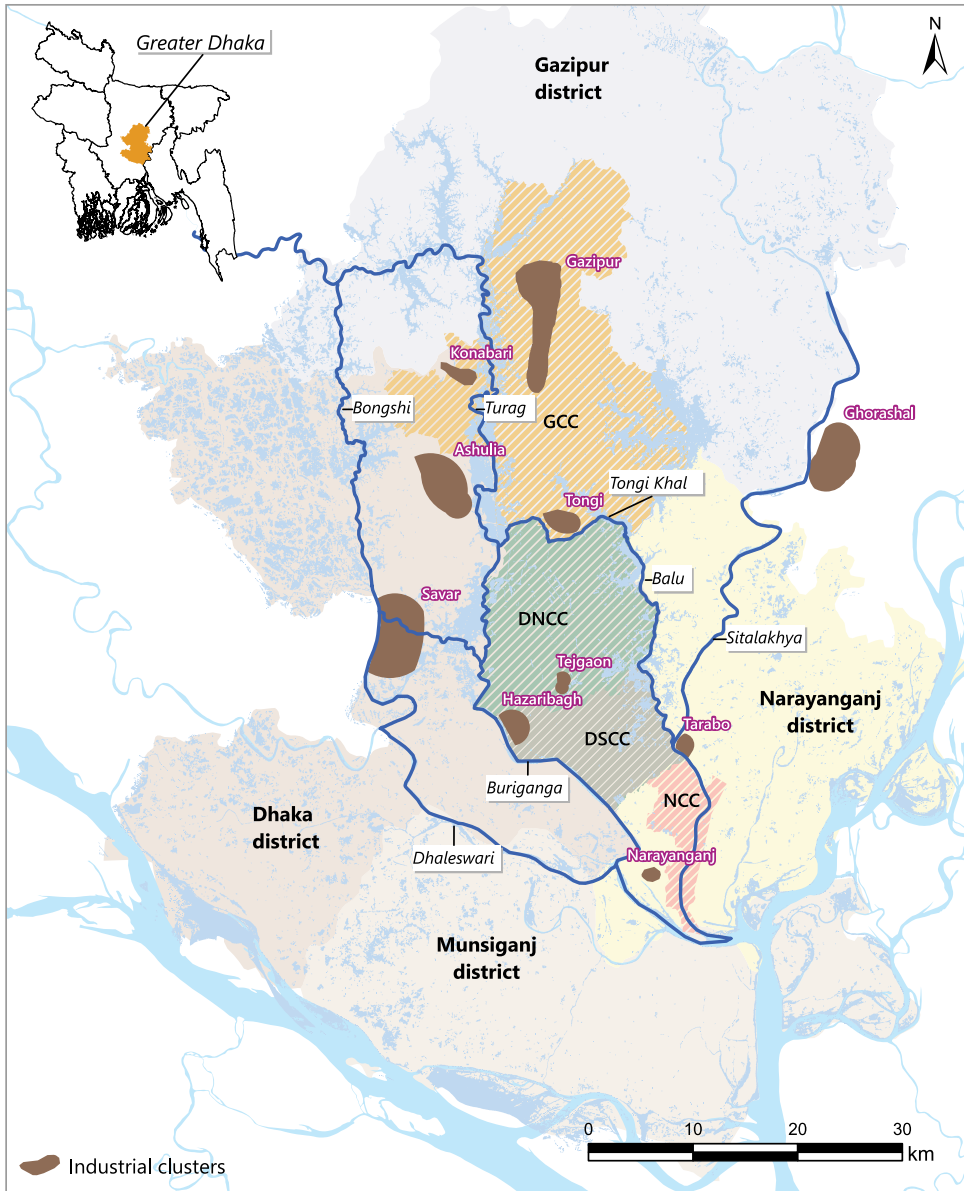 Greater Dhaka
N
Gazipur
district
Gazipur
Konabari
Bongshi
Turag
GCC
Ghorashal
Ashulia
Tongi Khal
Tongi
Balu
Savar
DNCC
Sitalakhya
Tejgaon
Hazaribagh
Narayanganj
district
Tarabo
DSCC
Buriganga
NCC
Dhaka
district
Dhaleswari
Narayanganj
Munsiganj
district
0 10 20 30
km
Industrial clusters